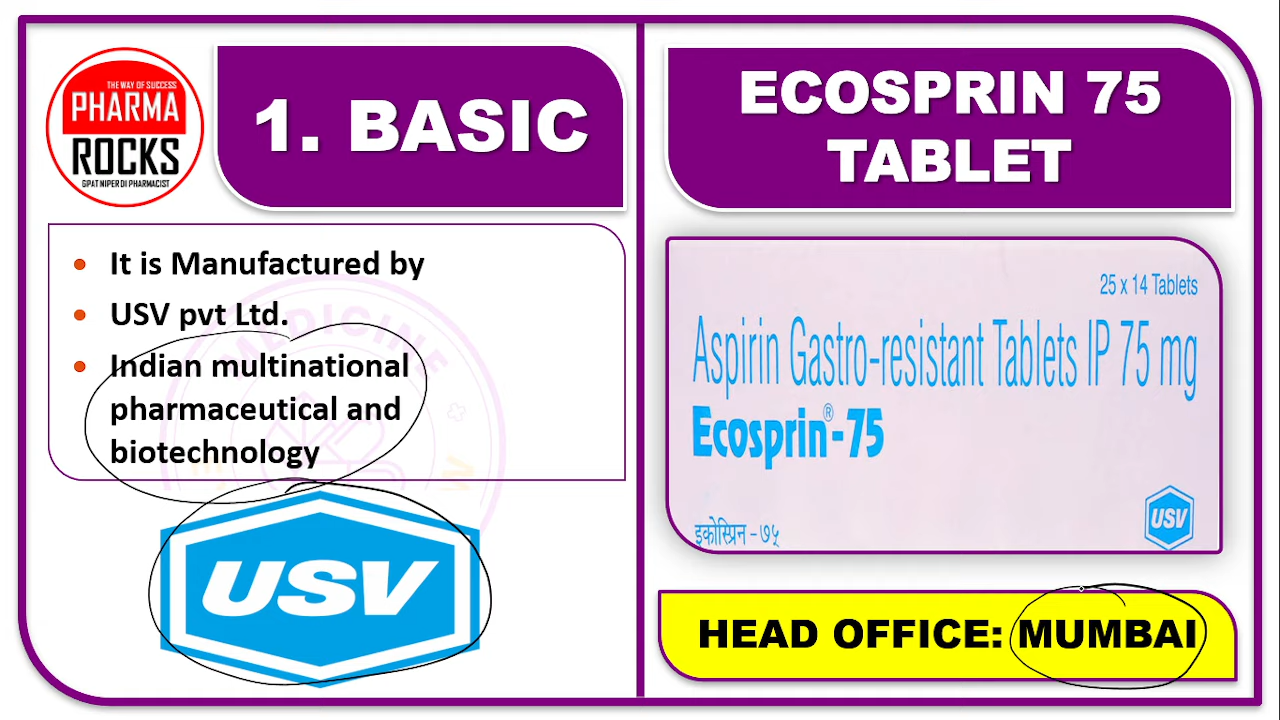 THE WAY OF SUCCESS
PHARMA
ROCKS
GPAT NIPER DI PHARMACIST
1. BASIC
• It is Manufactured by
• USV pvt Ltd.
• Indian multinational
pharmaceutical and
biotechnology
MEDICINE
USV
ECOSPRIN 75
TABLET
25 x 14 Tablets
Aspirin Gastro-resistant Tablets IP 75 mg
Ecosprin®-75
इकोस्प्रिन - ७५
USV
HEAD OFFICE: MUMBAI